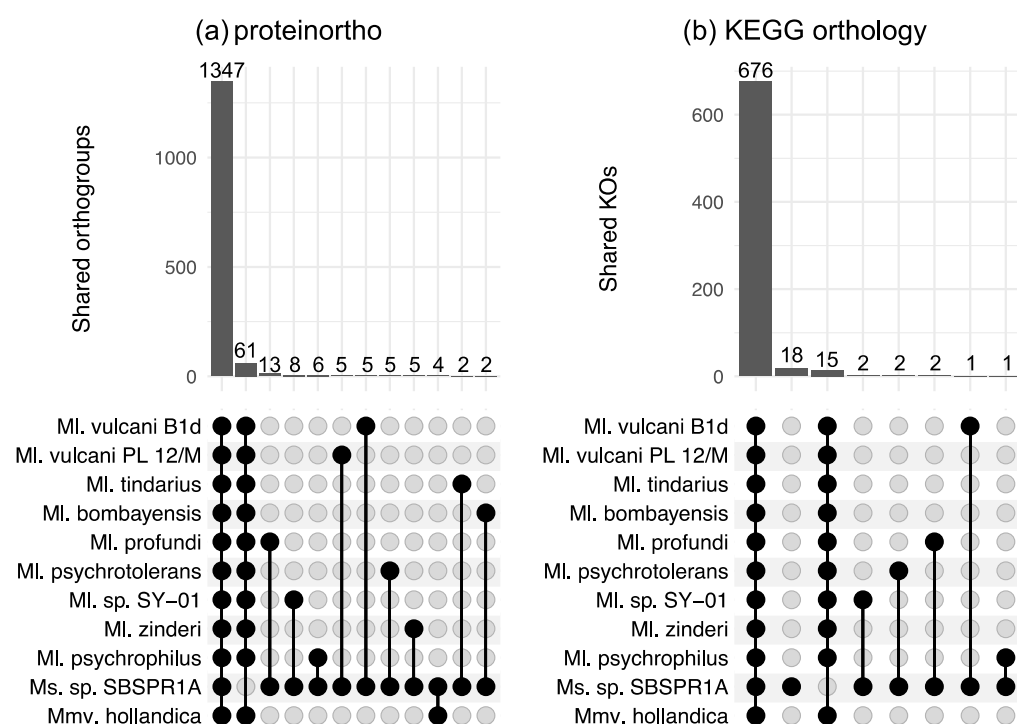 (a) proteinortho
1347
1000
500
0
Shared orthogroups
61
13
8
6
5
5
5
5
4
2
2
Ml. vulcani B1d
Ml. vulcani PL 12/M
Ml. tindarius
Ml. bombayensis
Ml. profundi
Ml. psychrotolerans
Ml. sp. SY−01
Ml. zinderi
Ml. psychrophilus
Ms. sp. SBSPR1A
Mmv. hollandica
(b) KEGG orthology
676
600
400
200
0
Shared KOs
18
15
2
2
2
1
1
Ml. vulcani B1d
Ml. vulcani PL 12/M
Ml. tindarius
Ml. bombayensis
Ml. profundi
Ml. psychrotolerans
Ml. sp. SY−01
Ml. zinderi
Ml. psychrophilus
Ms. sp. SBSPR1A
Mmv. hollandica